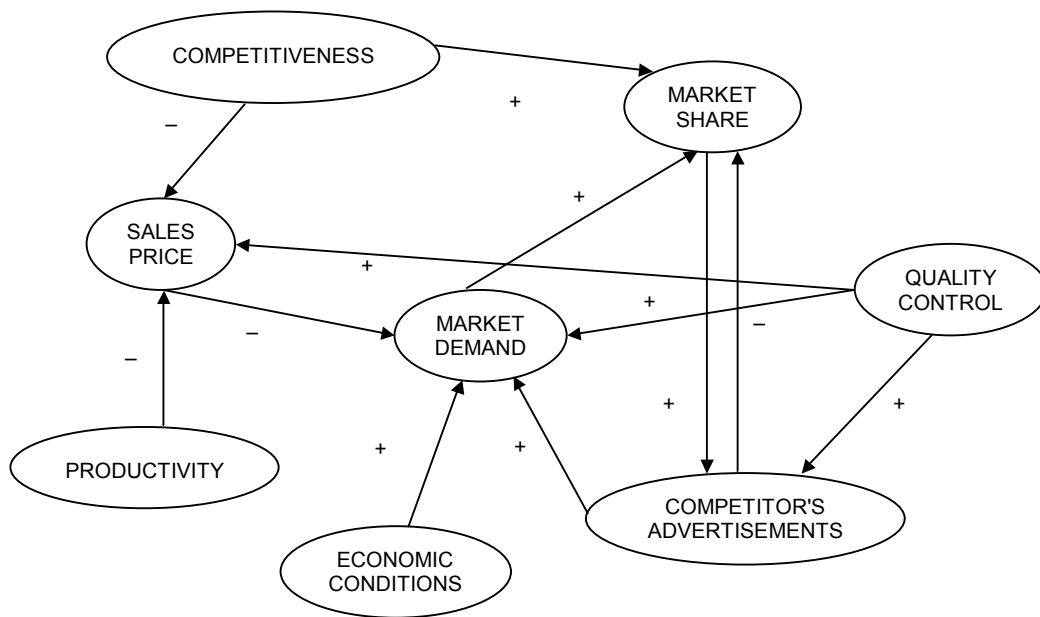 COMPETITIVENESS
MARKET
SHARE
+
–
+
SALES
PRICE
+
QUALITY
CONTROL
+
–
–
MARKET
DEMAND
–
+
+
+
+
PRODUCTIVITY
COMPETITOR'S
ADVERTISEMENTS
ECONOMIC
CONDITIONS